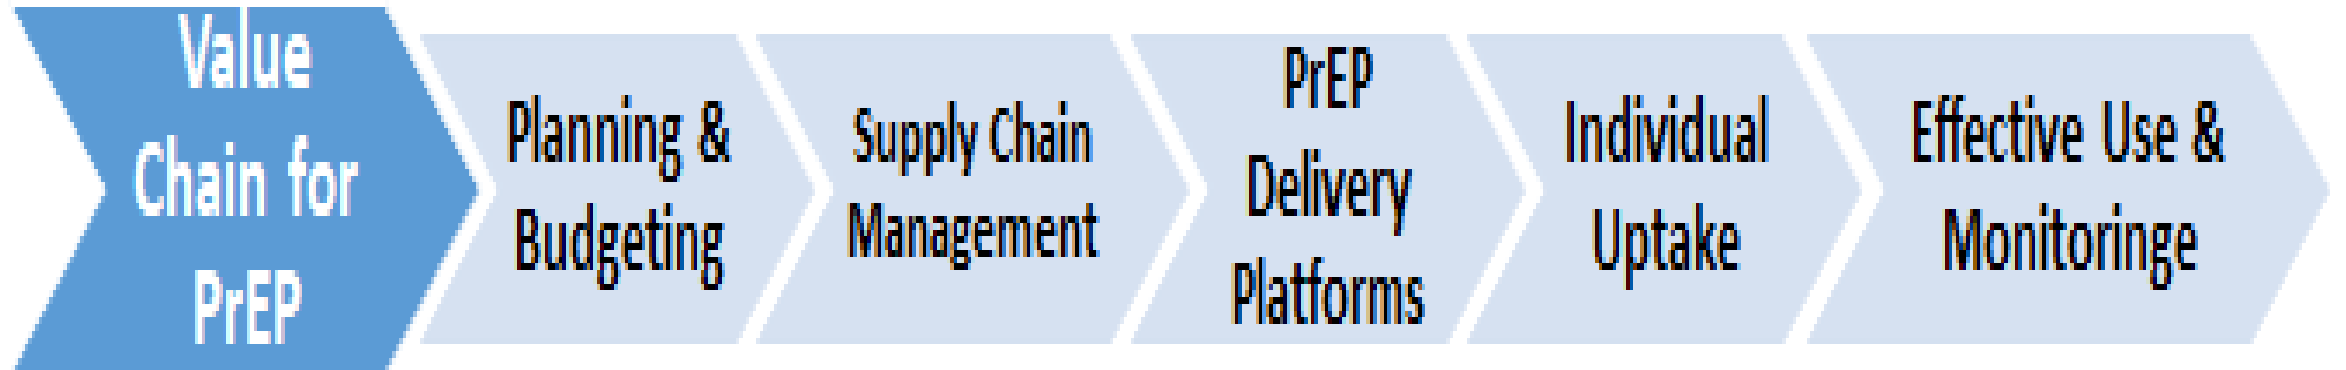 Value
Chain for
PrEP
Planning &
Budgeting
Supply Chain
Management
PrEP
Delivery
Platforms
Individual
Uptake
Effective Use &
Monitoringe